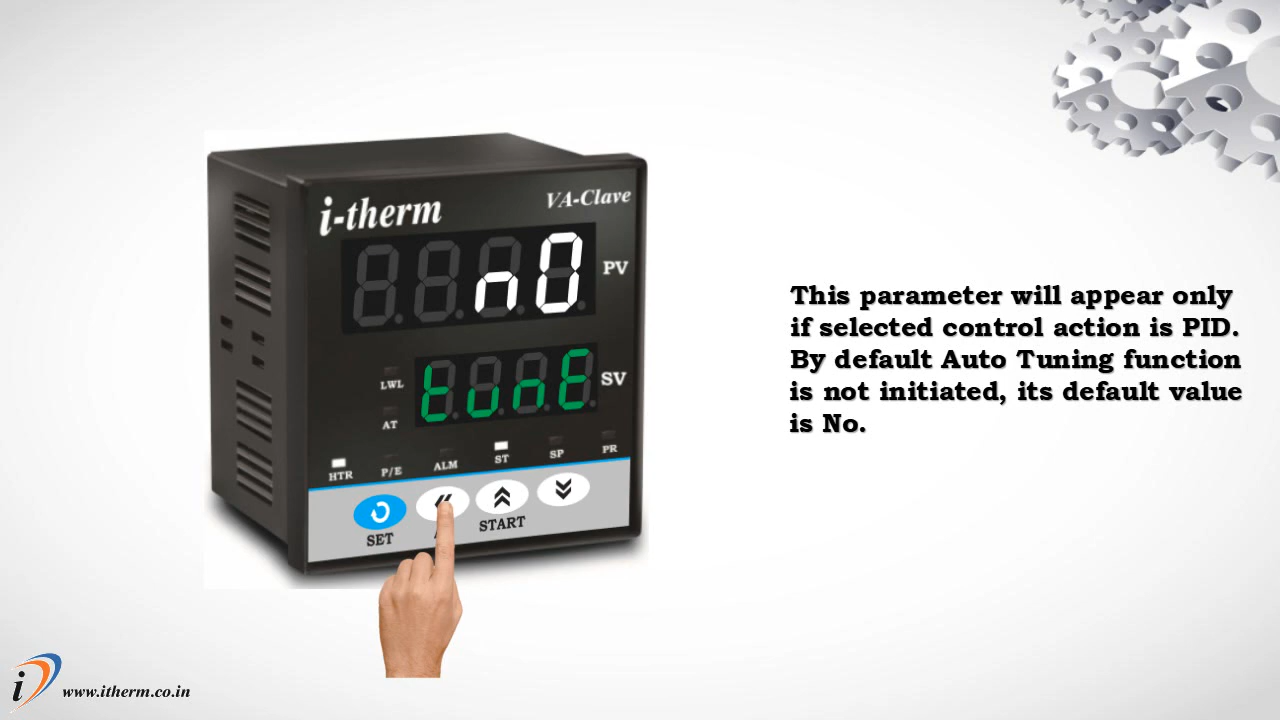 i-therm
VA-Clave
n0
PV
tunE
SV
LWL
AT
HTR
P/E
ALM
ST
SP
PR
SET
START
This parameter will appear only
if selected control action is PID.
By default Auto Tuning function
is not initiated, its default value
is No.
i
www.itherm.co.in